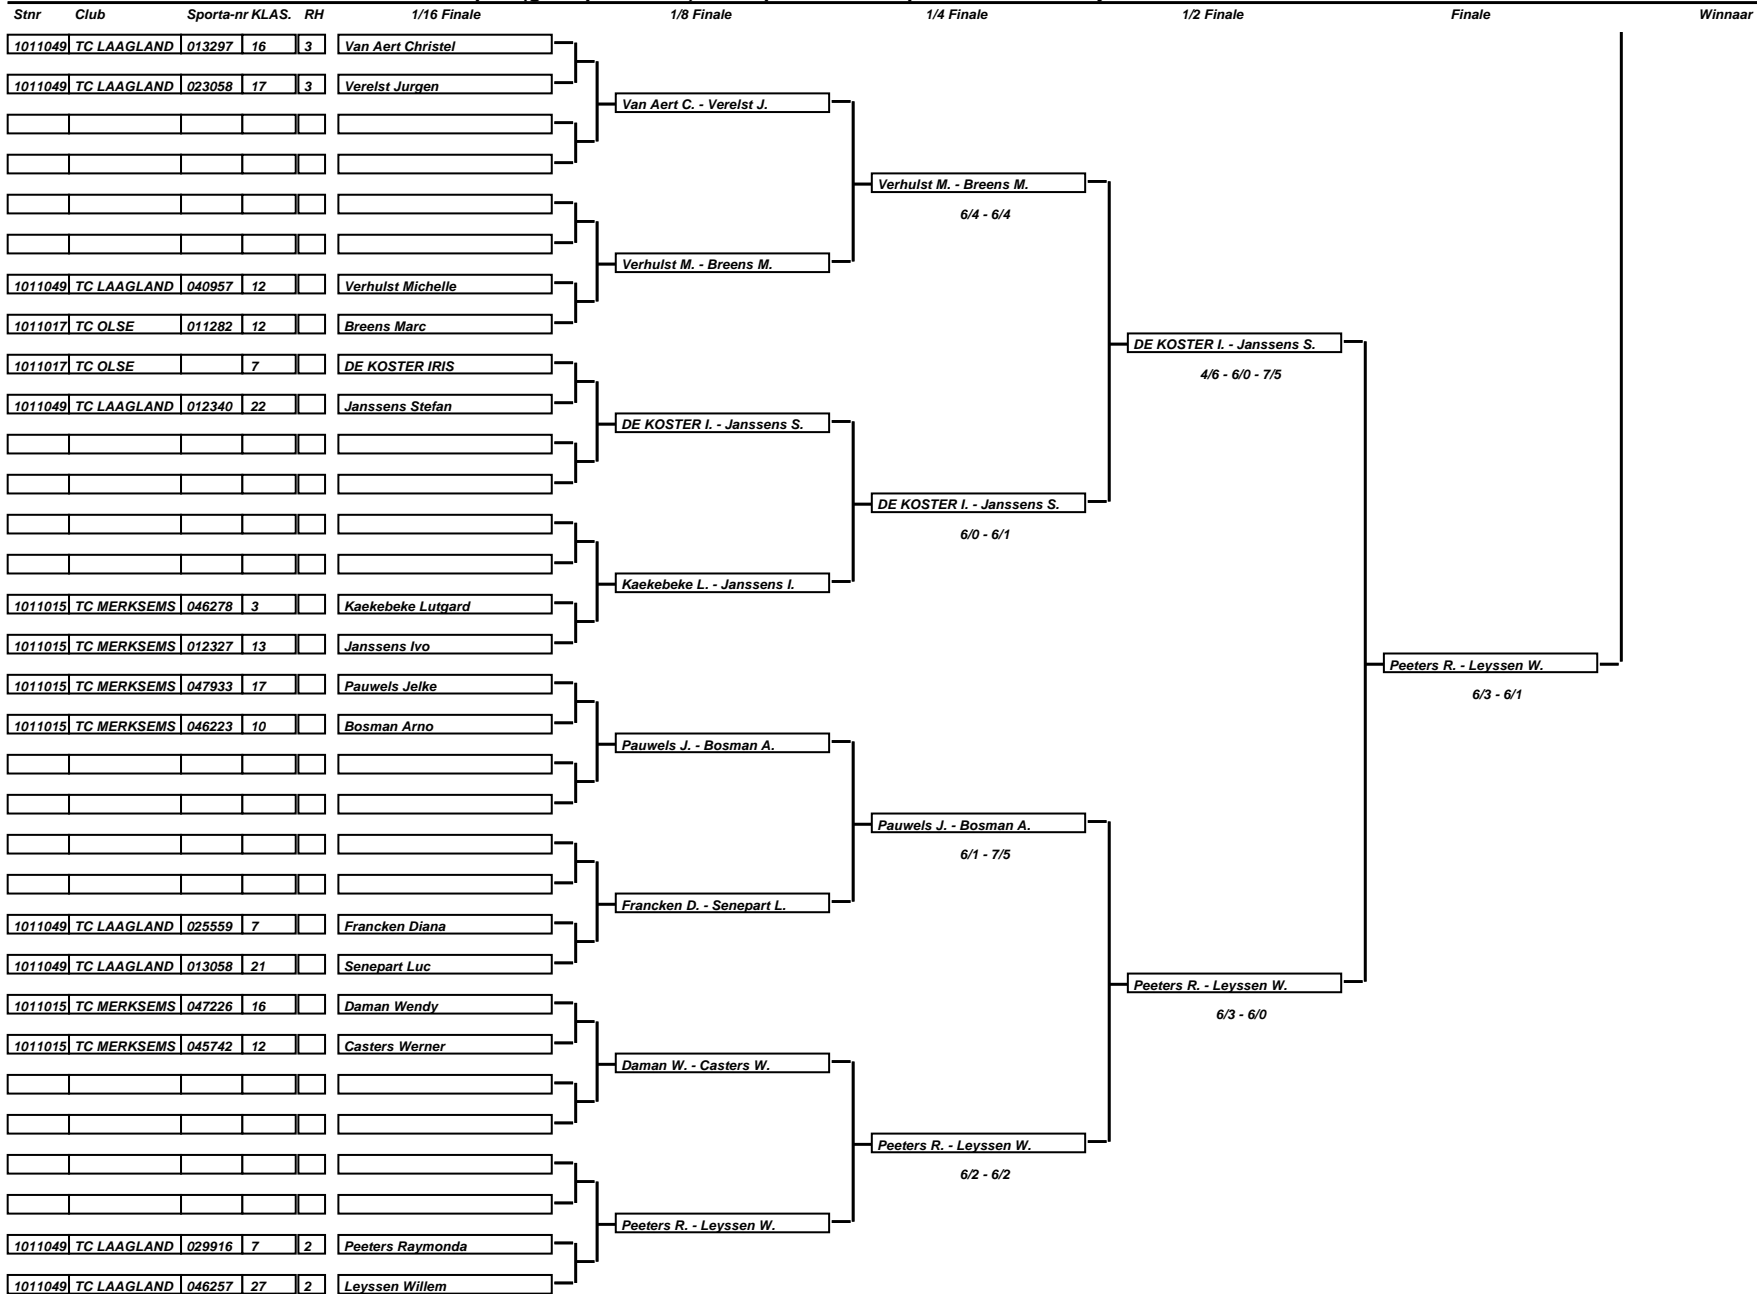 Stnr Club Sporta-nr KLAS. RH 1/16 Finale 1/8 Finale 1/4 Finale 1/2 Finale Finale Winnaar
1011049 TC LAAGLAND 013297 16 3 Van Aert Christel
1011049 TC LAAGLAND 023058 17 3 Verelst Jurgen
Van Aert C. - Verelst J.
Verhulst M. - Breens M.
6/4 - 6/4
Verhulst M. - Breens M.
1011049 TC LAAGLAND 040957 12 Verhulst Michelle
1011017 TC OLSE 011282 12 Breens Marc
DE KOSTER I. - Janssens S.
1011017 TC OLSE 7 DE KOSTER IRIS
4/6 - 6/0 - 7/5
1011049 TC LAAGLAND 012340 22 Janssens Stefan
DE KOSTER I. - Janssens S.
DE KOSTER I. - Janssens S.
6/0 - 6/1
Kaekebeke L. - Janssens I.
1011015 TC MERKSEMS 046278 3 Kaekebeke Lutgard
1011015 TC MERKSEMS 012327 13 Janssens Ivo
Peeters R. - Leyssen W.
1011015 TC MERKSEMS 047933 17 Pauwels Jelke
6/3 - 6/1
1011015 TC MERKSEMS 046223 10 Bosman Arno
Pauwels J. - Bosman A.
Pauwels J. - Bosman A.
6/1 - 7/5
Francken D. - Senepart L.
1011049 TC LAAGLAND 025559 7 Francken Diana
1011049 TC LAAGLAND 013058 21 Senepart Luc
Peeters R. - Leyssen W.
1011015 TC MERKSEMS 047226 16 Daman Wendy
6/3 - 6/0
1011015 TC MERKSEMS 045742 12 Casters Werner
Daman W. - Casters W.
Peeters R. - Leyssen W.
6/2 - 6/2
Peeters R. - Leyssen W.
1011049 TC LAAGLAND 029916 7 2 Peeters Raymonda
1011049 TC LAAGLAND 046257 27 2 Leyssen Willem